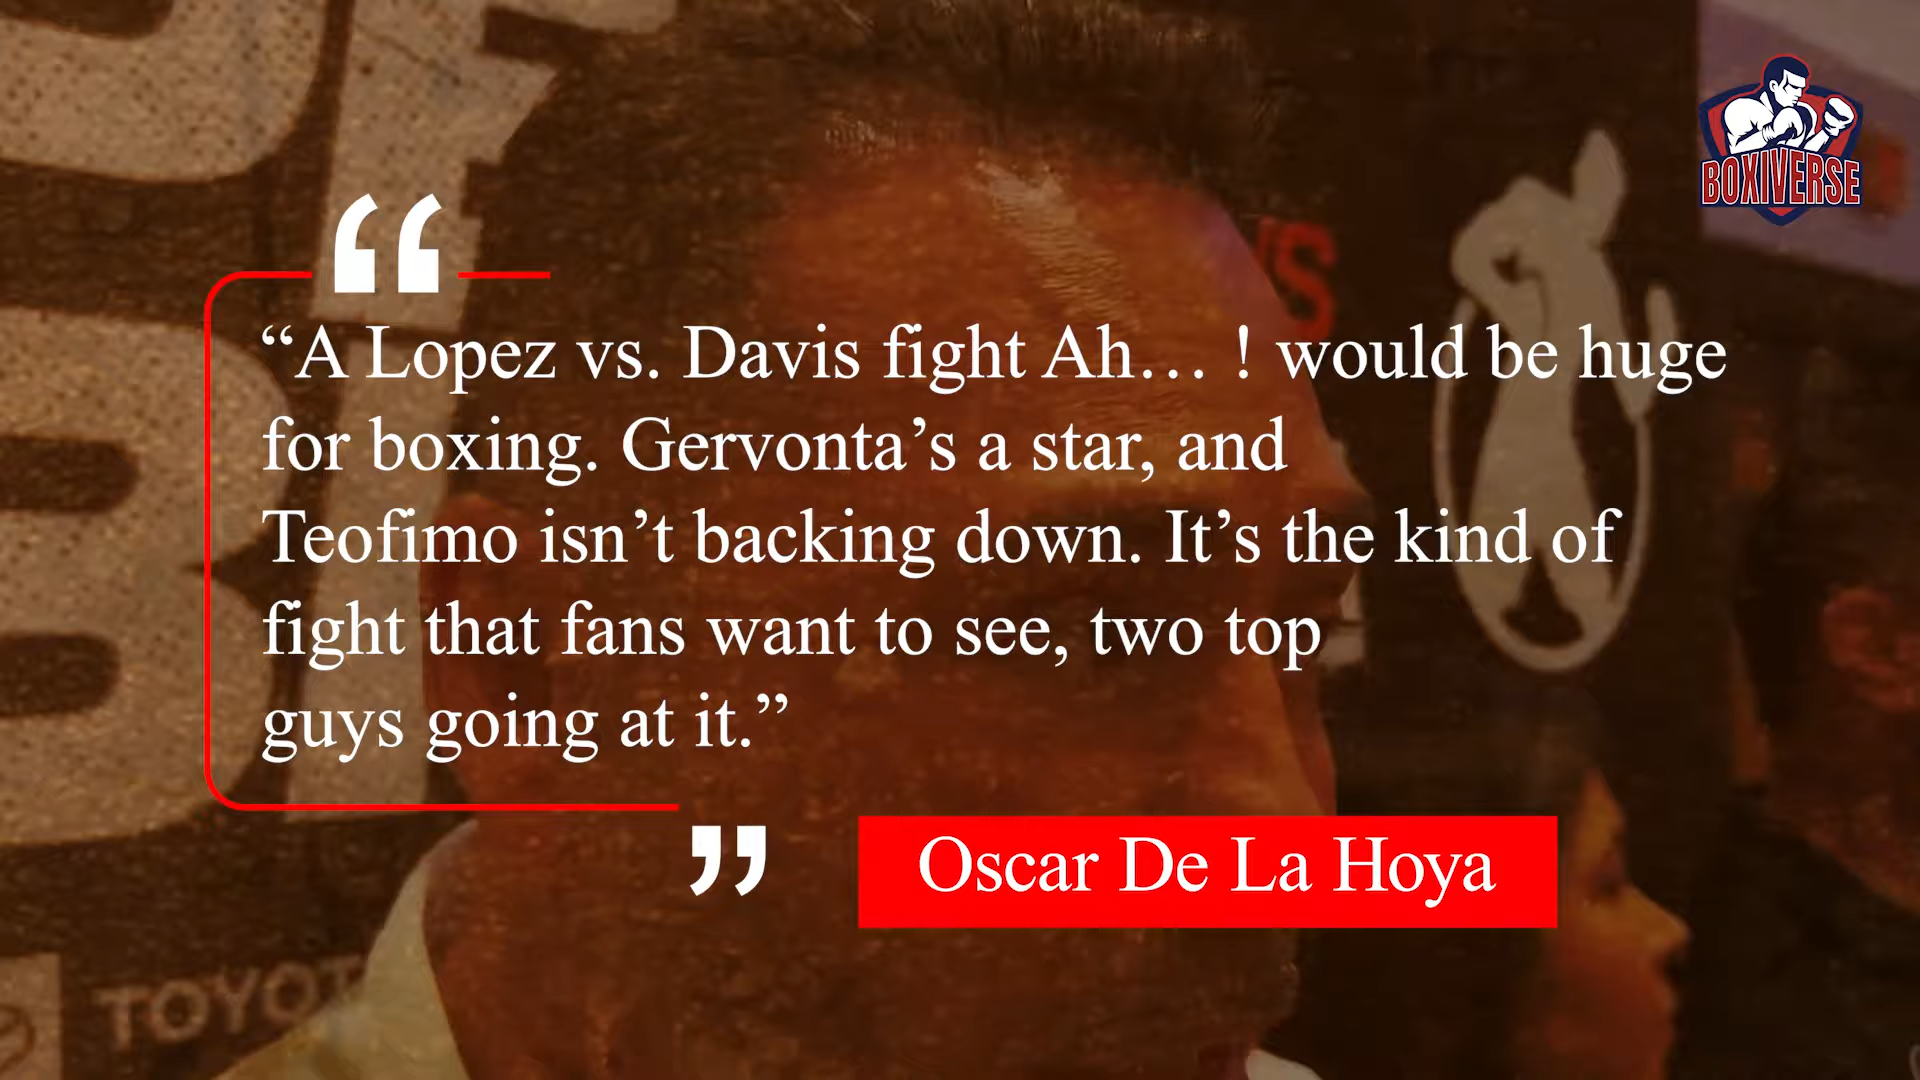 BOXIVERSE
“A Lopez vs. Davis fight Ah… ! would be huge
for boxing. Gervonta’s a star, and
Teofimo isn’t backing down. It’s the kind of
fight that fans want to see, two top
guys going at it.”
Oscar De La Hoya
TOYOT